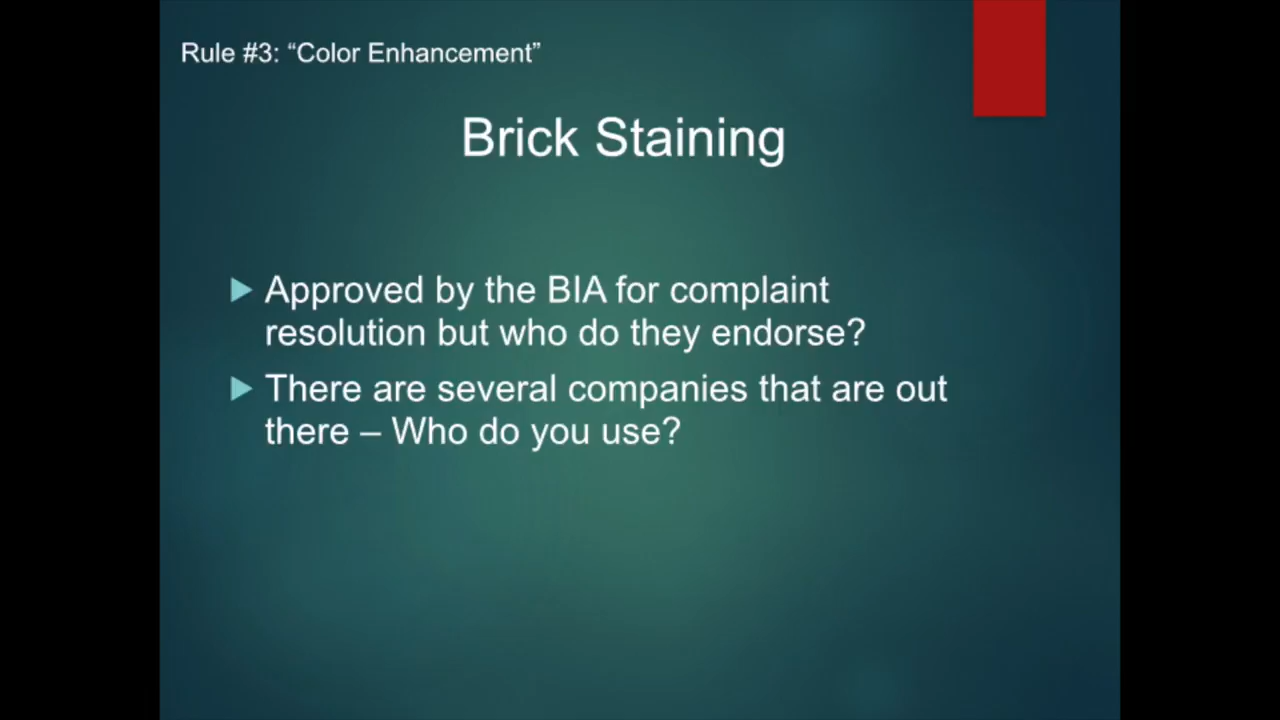 Rule #3: “Color Enhancement”
Brick Staining
Approved by the BIA for complaint
resolution but who do they endorse?
There are several companies that are out
there – Who do you use?